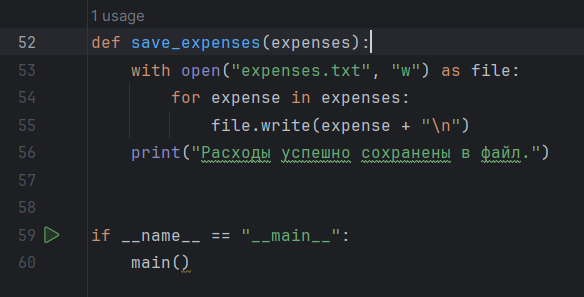 1 usage
52 def save_expenses(expenses):
53 with open("expenses.txt", "w") as file:
54 for expense in expenses:
55 file.write(expense + "\n")
56 print("Расходы успешно сохранены в файл.")
57
58
59 if __name__ == "__main__":
60 main()